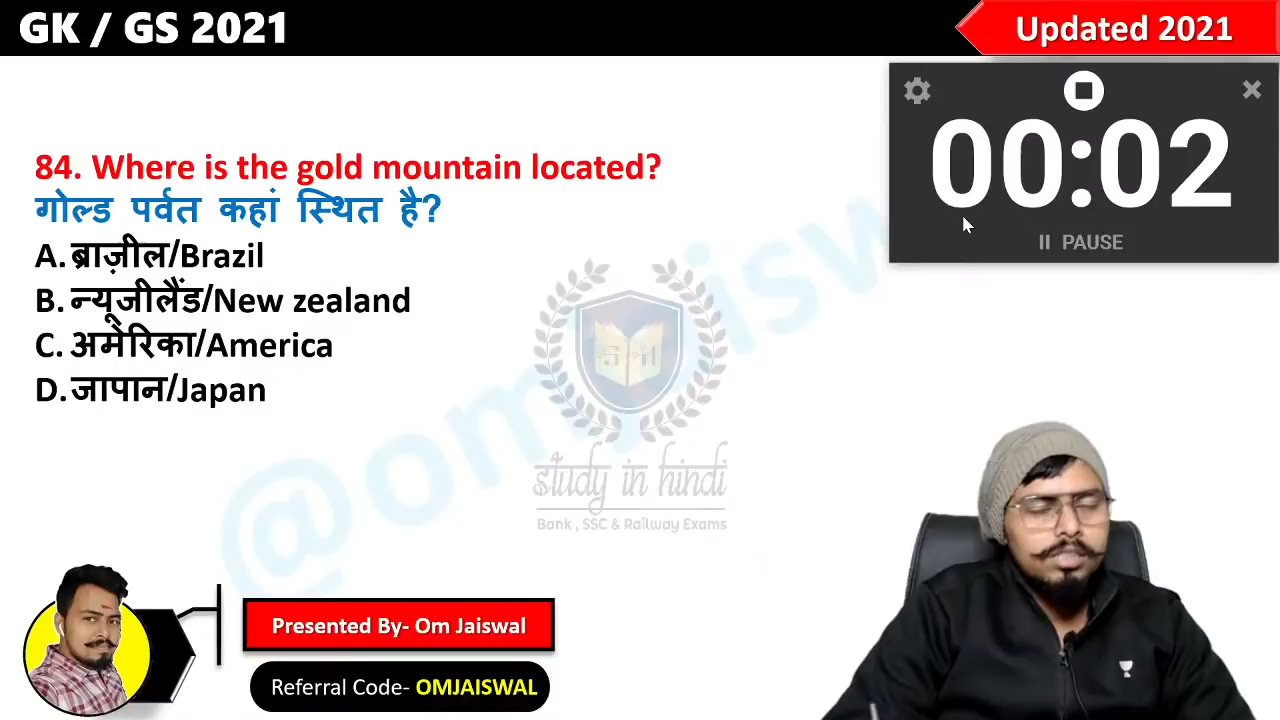 GK / GS 2021
Updated 2021
00:02
PAUSE
84. Where is the gold mountain located?
गोल्ड पर्वत कहां स्थित है?
A. ब्राज़ील/Brazil
B. न्यूजीलैंड/New zealand
C. अमेरिका/America
D. जापान/Japan
study in hindi
Bank , SSC & Railway Exams
Presented By- Om Jaiswal
Referral Code- OMJAISWAL